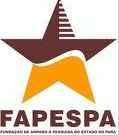 FAPESPA
FUNDAÇÃO DE AMPARO À PESQUISA DO ESTADO DO PARÁ